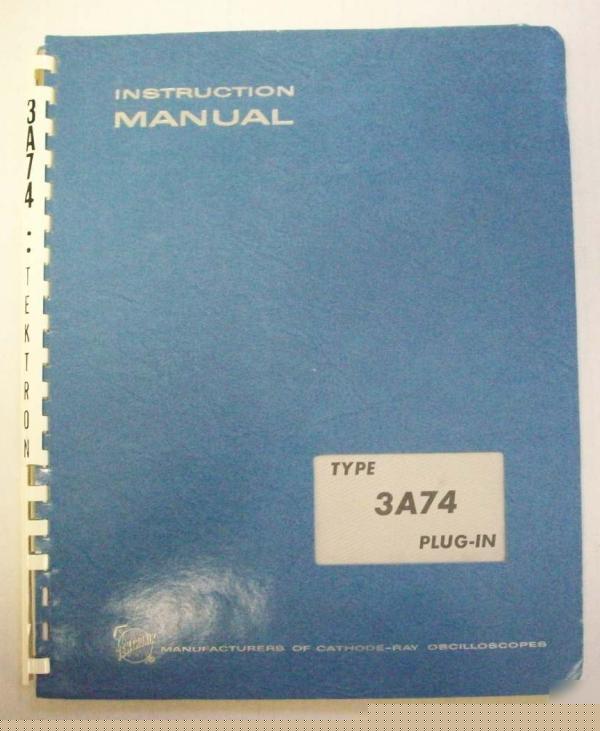 INSTRUCTION
MANUAL
3A74 : TEKTRON
TYPE
3A74
PLUG-IN
MANUFACTURERS OF CATHODE-RAY OSCILLOSCOPES